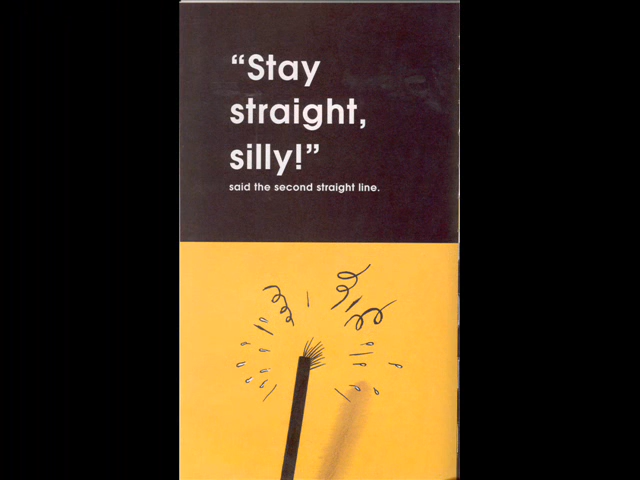 “Stay
straight,
silly!”
said the second straight line.